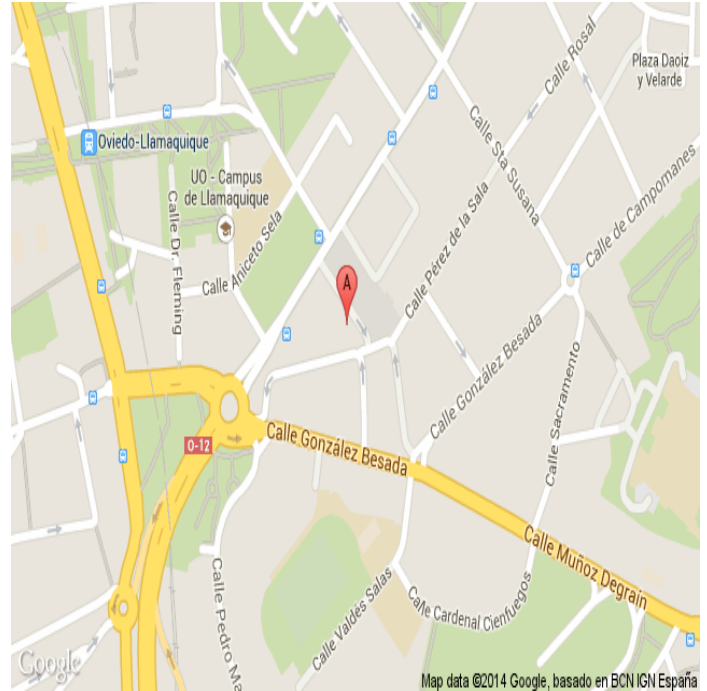 Plaza Daoiz
y Velarde
Calle Rosal
Oviedo-Llamaquique
Calle Sta Susana
UO - Campus
de Llamaquique
Calle de Campomanes
Calle Dr. Fleming
Calle Aniceto Sela
Calle Pérez de la Sala
A
Calle González Besada
Calle Sacramento
O-12
Calle González Besada
Calle Muñoz Degrain
Calle Pedro Ma
Calle Valdés Salas
Calle Cardenal Cienfuegos
Google
Map data ©2014 Google, basado en BCN IGN España